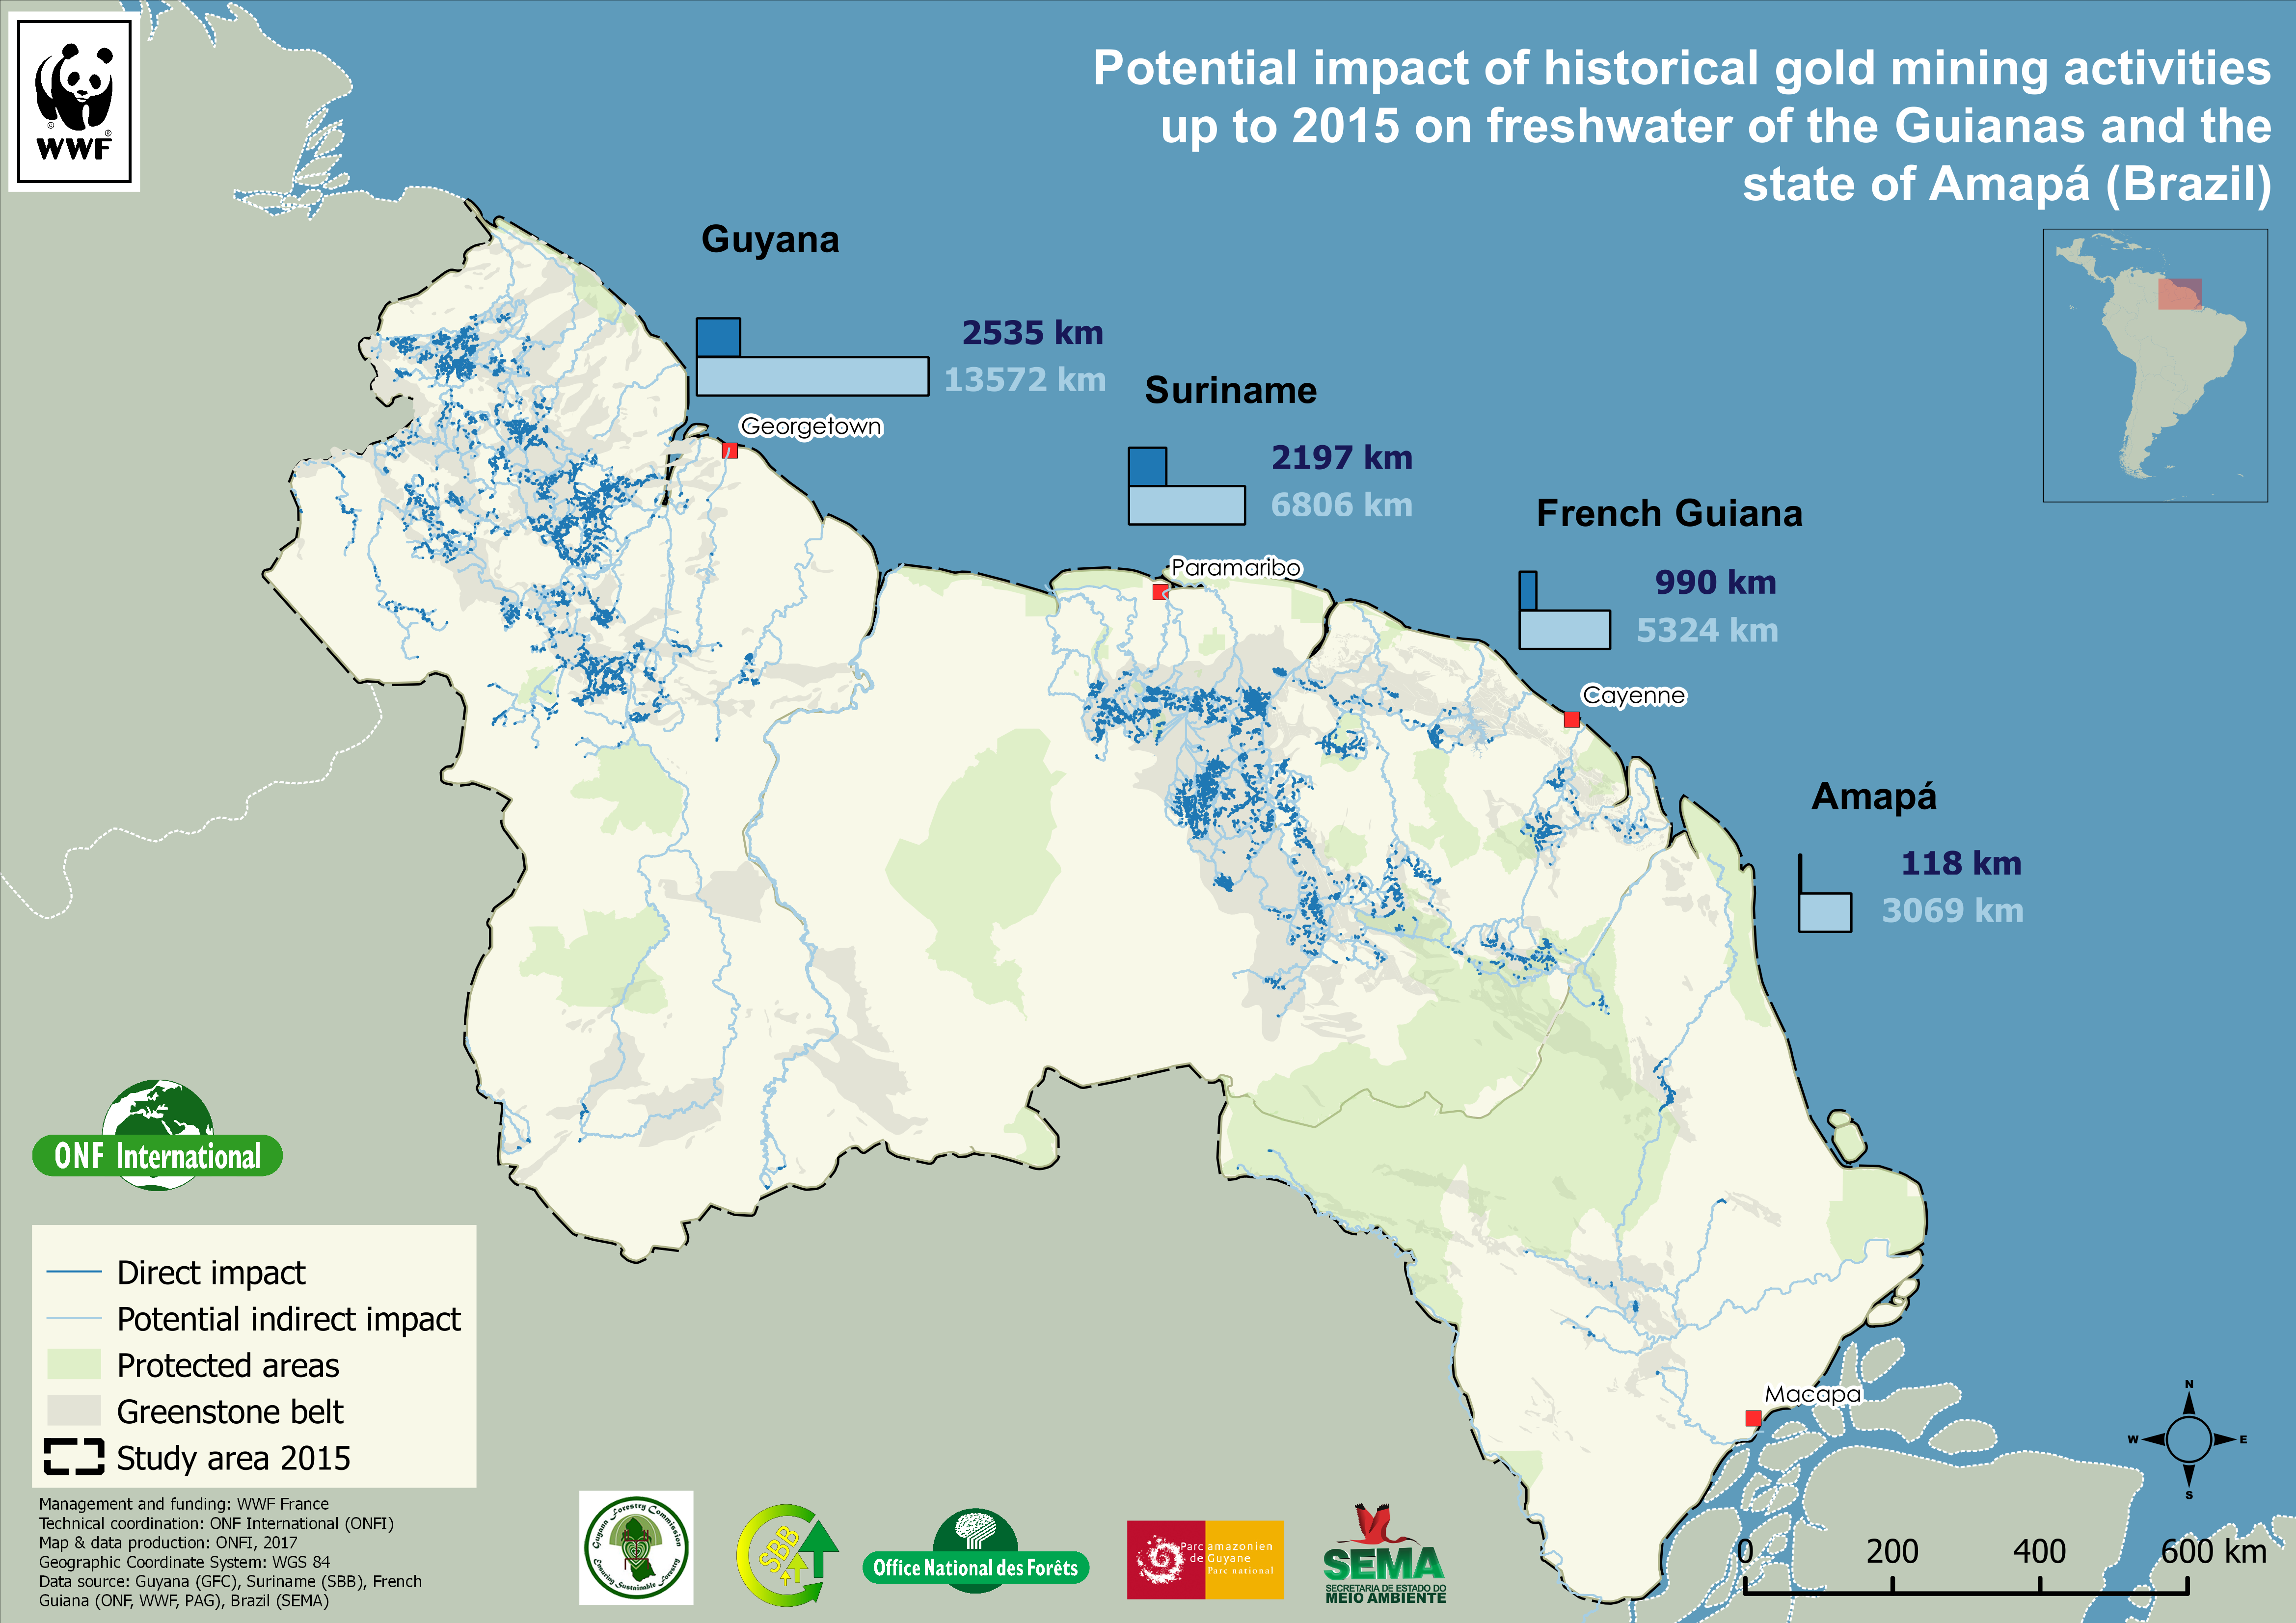 WWF
©
®
Potential impact of historical gold mining activities
up to 2015 on freshwater of the Guianas and the
state of Amapá (Brazil)
Guyana
2535 km
13572 km
Georgetown
Suriname
2197 km
6806 km
Paramaribo
French Guiana
990 km
5324 km
Cayenne
Amapá
118 km
3069 km
Macapa
ONF International
Direct impact
Potential indirect impact
Protected areas
Greenstone belt
Study area 2015
Management and funding: WWF France
Technical coordination: ONF International (ONFI)
Map & data production: ONFI, 2017
Geographic Coordinate System: WGS 84
Data source: Guyana (GFC), Suriname (SBB), French
Guiana (ONF, WWF, PAG), Brazil (SEMA)
Guyana Forestry Commission
Ensuring Sustainable Forestry
SBB
Office National des Forêts
Parc amazonien
de Guyane
Parc national
SEMA
SECRETARIA DE ESTADO DO
MEIO AMBIENTE
N
W
E
S
0 200 400 600 km